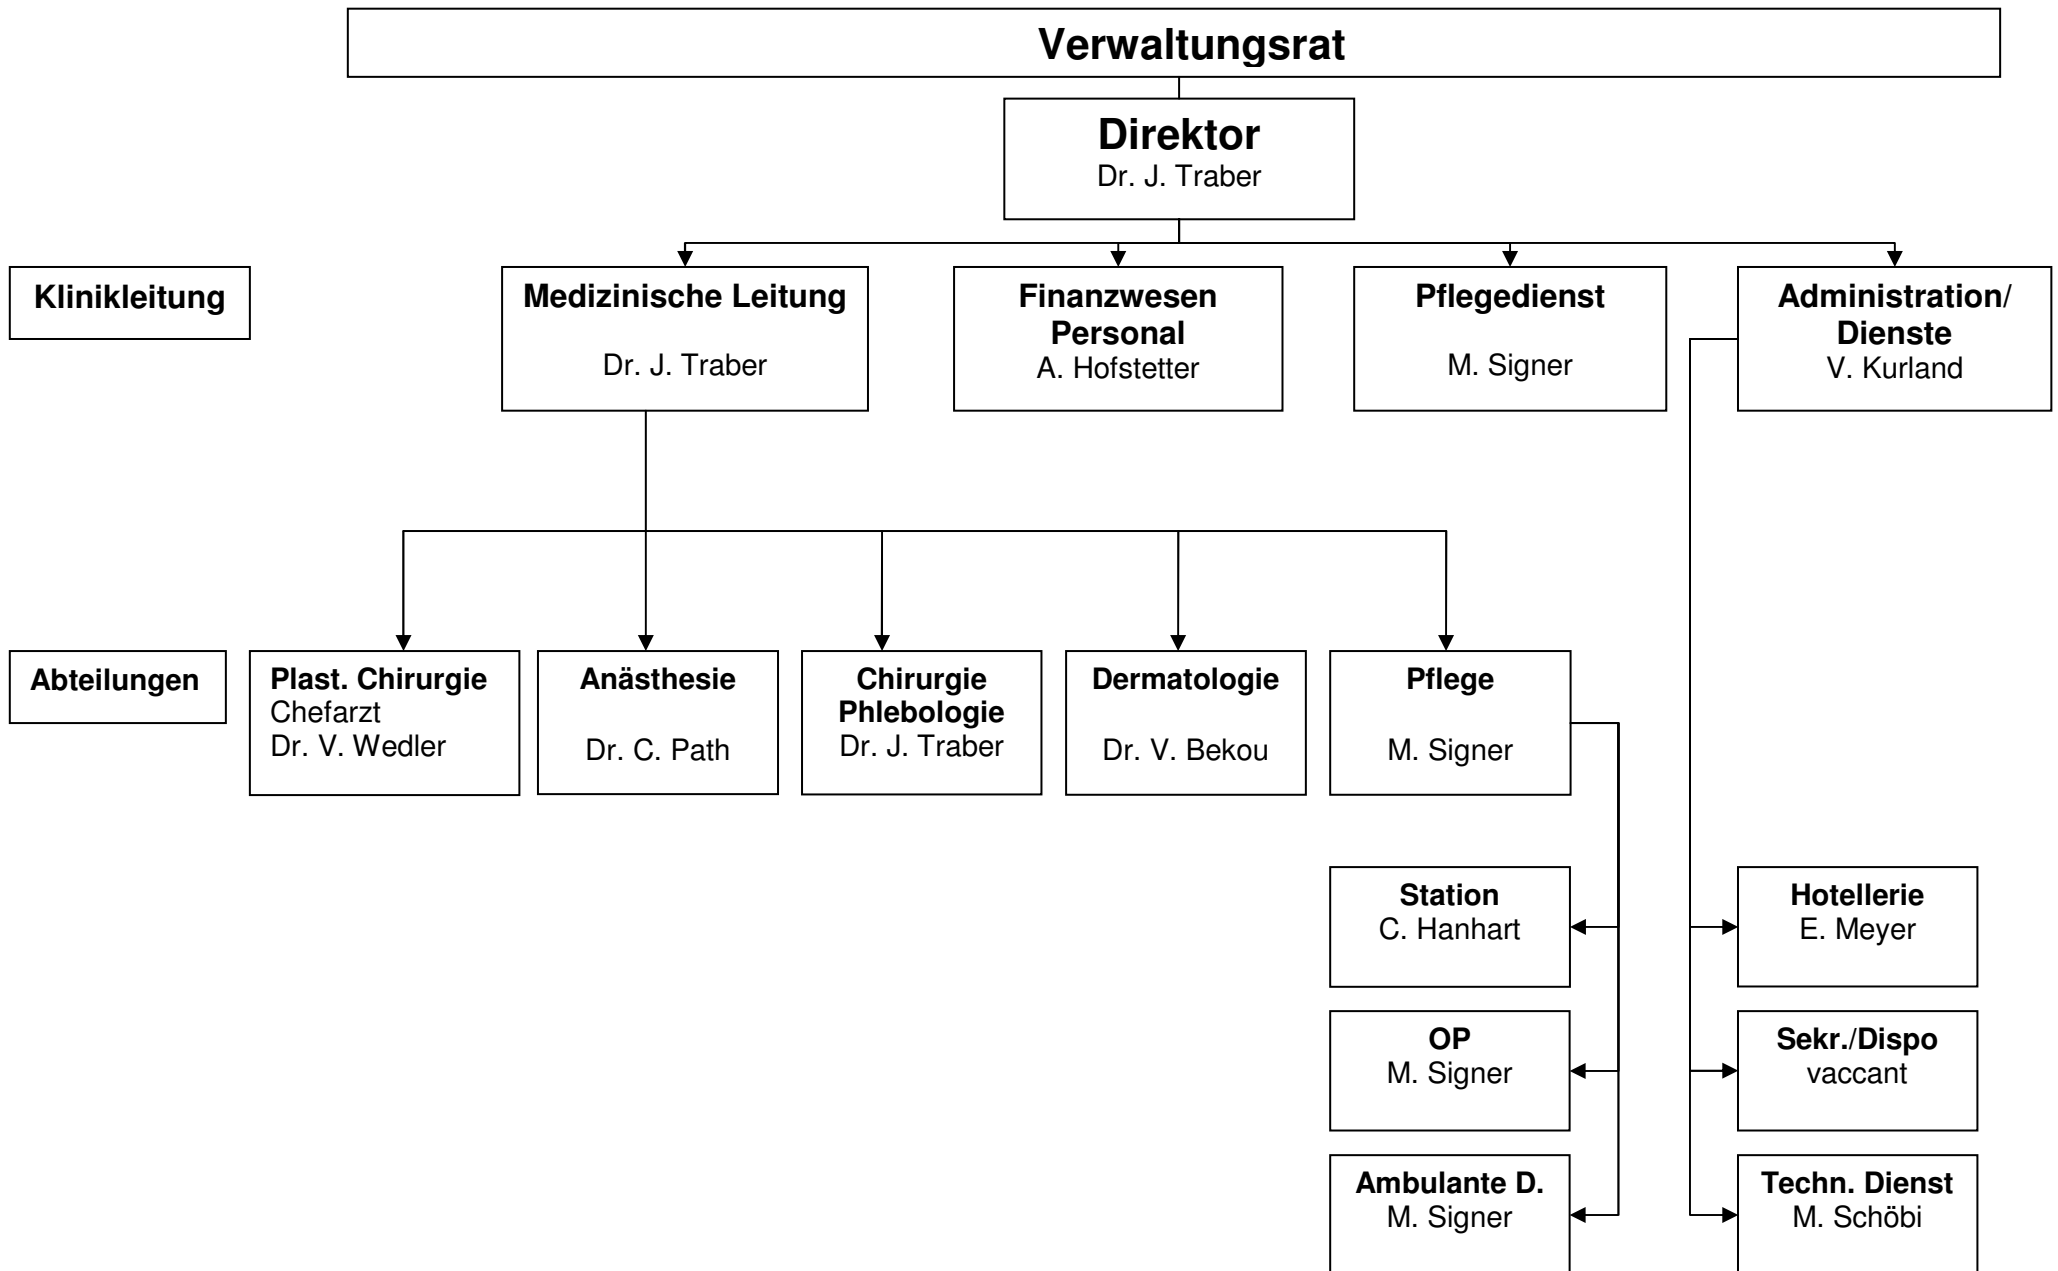 Verwaltungsrat
Direktor
Dr. J. Traber
Klinikleitung
Medizinische Leitung
Dr. J. Traber
Finanzwesen
Personal
A. Hofstetter
Pflegedienst
M. Signer
Administration/
Dienste
V. Kurland
Abteilungen
Plast. Chirurgie
Chefarzt
Dr. V. Wedler
Anästhesie
Dr. C. Path
Chirurgie
Phlebologie
Dr. J. Traber
Dermatologie
Dr. V. Bekou
Pflege
M. Signer
Station
C. Hanhart
Hotellerie
E. Meyer
OP
M. Signer
Sekr./Dispo
vaccant
Ambulante D.
M. Signer
Techn. Dienst
M. Schöbi